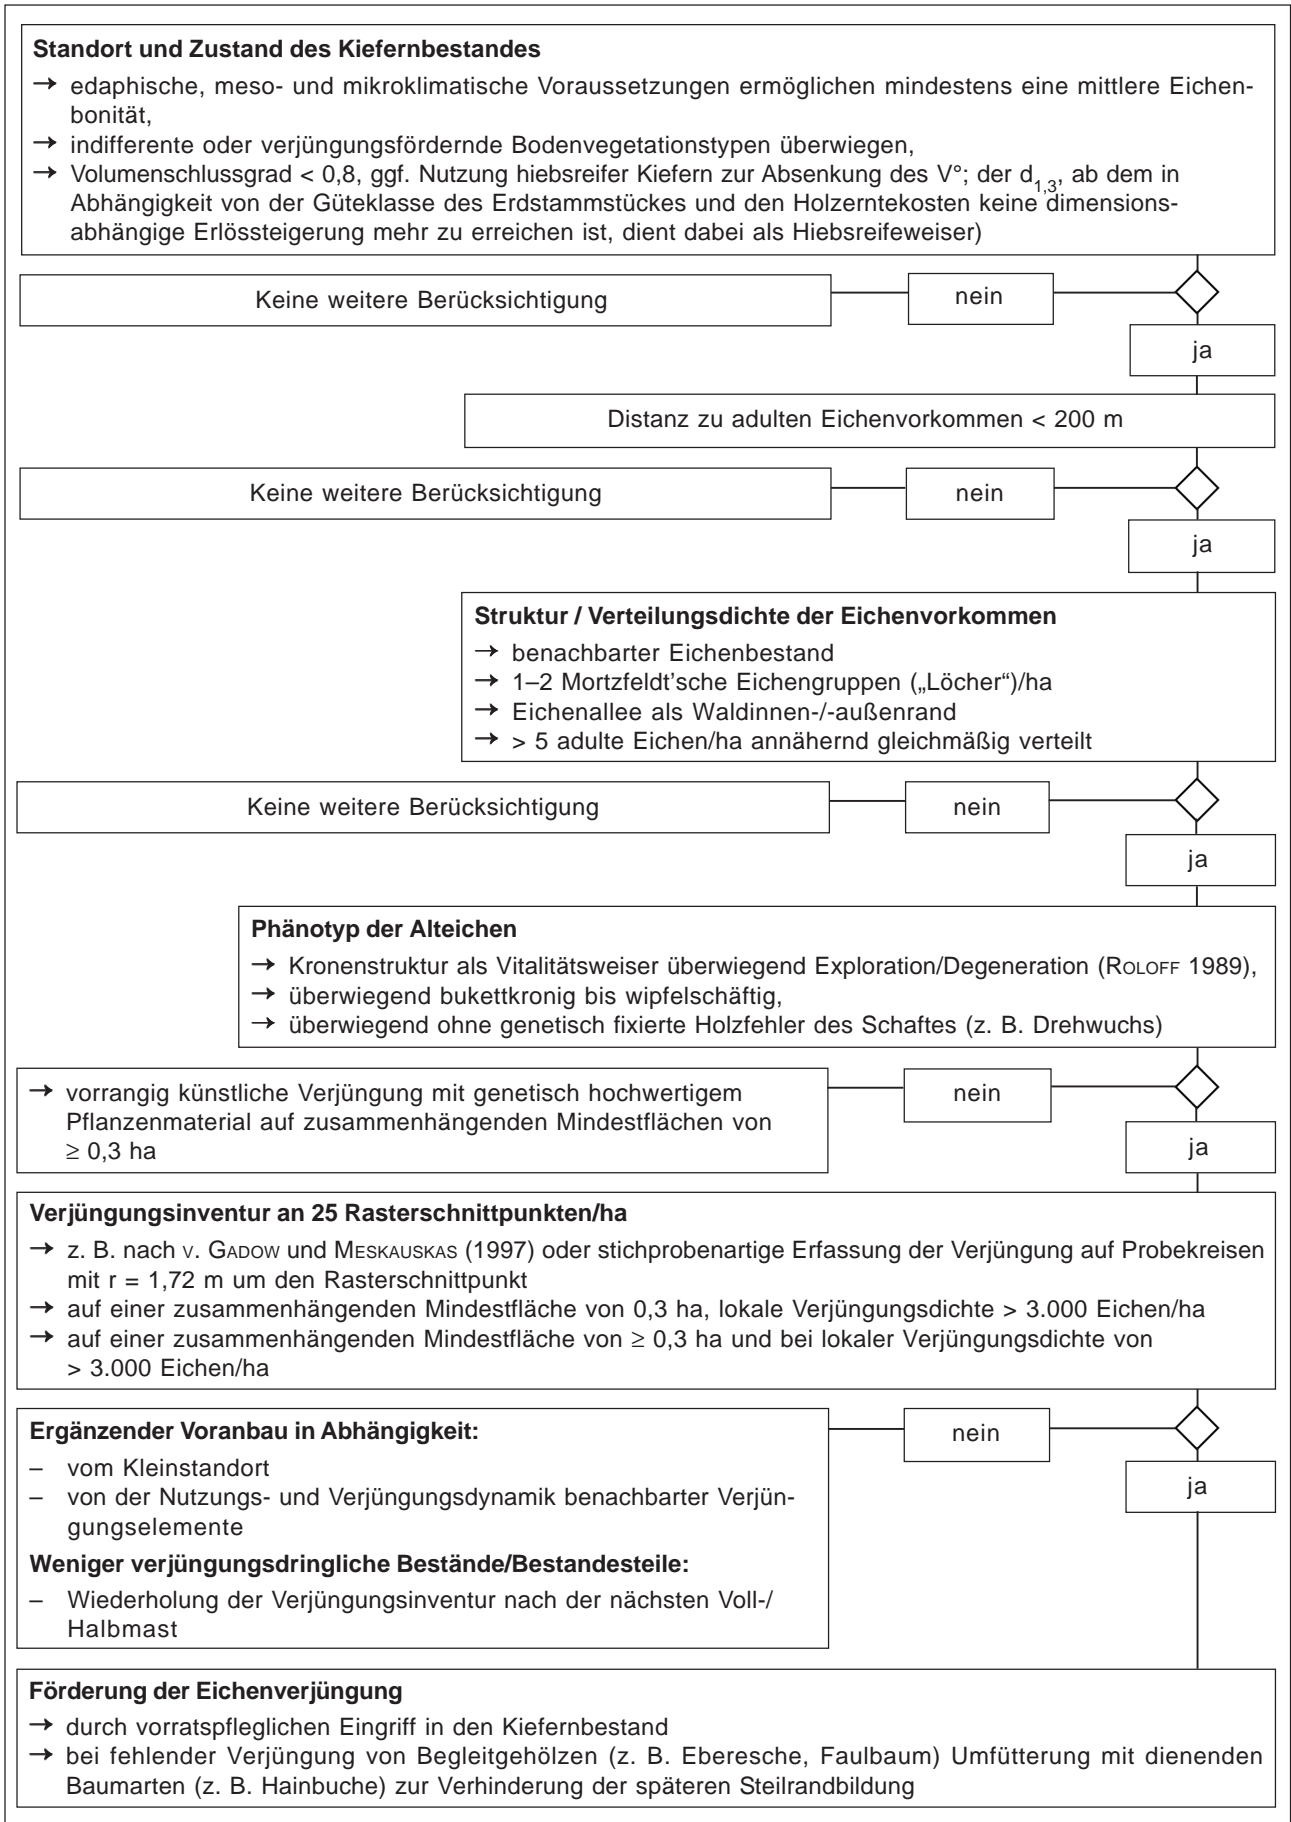 Standort und Zustand des Kiefernbestandes
→ edaphische, meso- und mikroklimatische Voraussetzungen ermöglichen mindestens eine mittlere Eichen-
bonität,
→ indifferente oder verjüngungsfördernde Bodenvegetationstypen überwiegen,
→ Volumenschlussgrad < 0,8, ggf. Nutzung hiebsreifer Kiefern zur Absenkung des V°; der d1,3, ab dem in
Abhängigkeit von der Güteklasse des Erdstammstückes und den Holzerntekosten keine dimensions-
abhängige Erlössteigerung mehr zu erreichen ist, dient dabei als Hiebsreifeweiser)
Keine weitere Berücksichtigung
nein
ja
Distanz zu adulten Eichenvorkommen < 200 m
Keine weitere Berücksichtigung
nein
ja
Struktur / Verteilungsdichte der Eichenvorkommen
→ benachbarter Eichenbestand
→ 1–2 Mortzfeldt'sche Eichengruppen („Löcher“)/ha
→ Eichenallee als Waldinnen-/-außenrand
→ > 5 adulte Eichen/ha annähernd gleichmäßig verteilt
Keine weitere Berücksichtigung
nein
ja
Phänotyp der Alteichen
→ Kronenstruktur als Vitalitätsweiser überwiegend Exploration/Degeneration (ROLOFF 1989),
→ überwiegend bukettkronig bis wipfelschäftig,
→ überwiegend ohne genetisch fixierte Holzfehler des Schaftes (z. B. Drehwuchs)
→ vorrangig künstliche Verjüngung mit genetisch hochwertigem
Pflanzenmaterial auf zusammenhängenden Mindestflächen von
≥ 0,3 ha
nein
ja
Verjüngungsinventur an 25 Rasterschnittpunkten/ha
→ z. B. nach V. GADOW und MESKAUSKAS (1997) oder stichprobenartige Erfassung der Verjüngung auf Probekreisen
mit r = 1,72 m um den Rasterschnittpunkt
→ auf einer zusammenhängenden Mindestfläche von 0,3 ha, lokale Verjüngungsdichte > 3.000 Eichen/ha
→ auf einer zusammenhängenden Mindestfläche von ≥ 0,3 ha und bei lokaler Verjüngungsdichte von
> 3.000 Eichen/ha
Ergänzender Voranbau in Abhängigkeit:
– vom Kleinstandort
– von der Nutzungs- und Verjüngungsdynamik benachbarter Verjün-
gungselemente
Weniger verjüngungsdringliche Bestände/Bestandesteile:
– Wiederholung der Verjüngungsinventur nach der nächsten Voll-/
Halbmast
nein
ja
Förderung der Eichenverjüngung
→ durch vorratspfleglichen Eingriff in den Kiefernbestand
→ bei fehlender Verjüngung von Begleitgehölzen (z. B. Eberesche, Faulbaum) Umfütterung mit dienenden
Baumarten (z. B. Hainbuche) zur Verhinderung der späteren Steilrandbildung